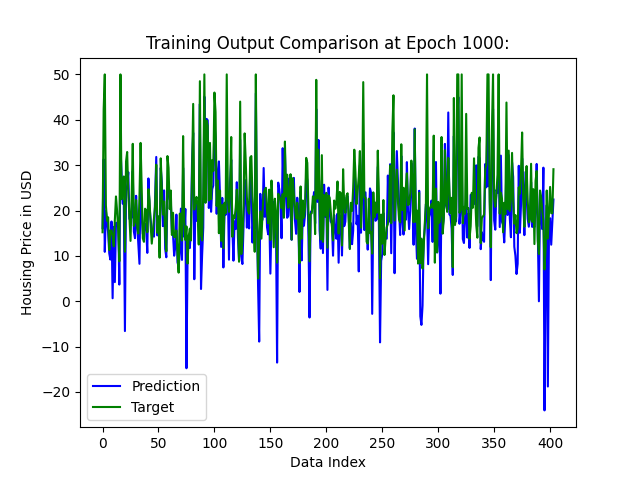 Training Output Comparison at Epoch 1000:
50
40
30
20
10
0
−10
−20
Housing Price in USD
Prediction
Target
0 50 100 150 200 250 300 350 400
Data Index